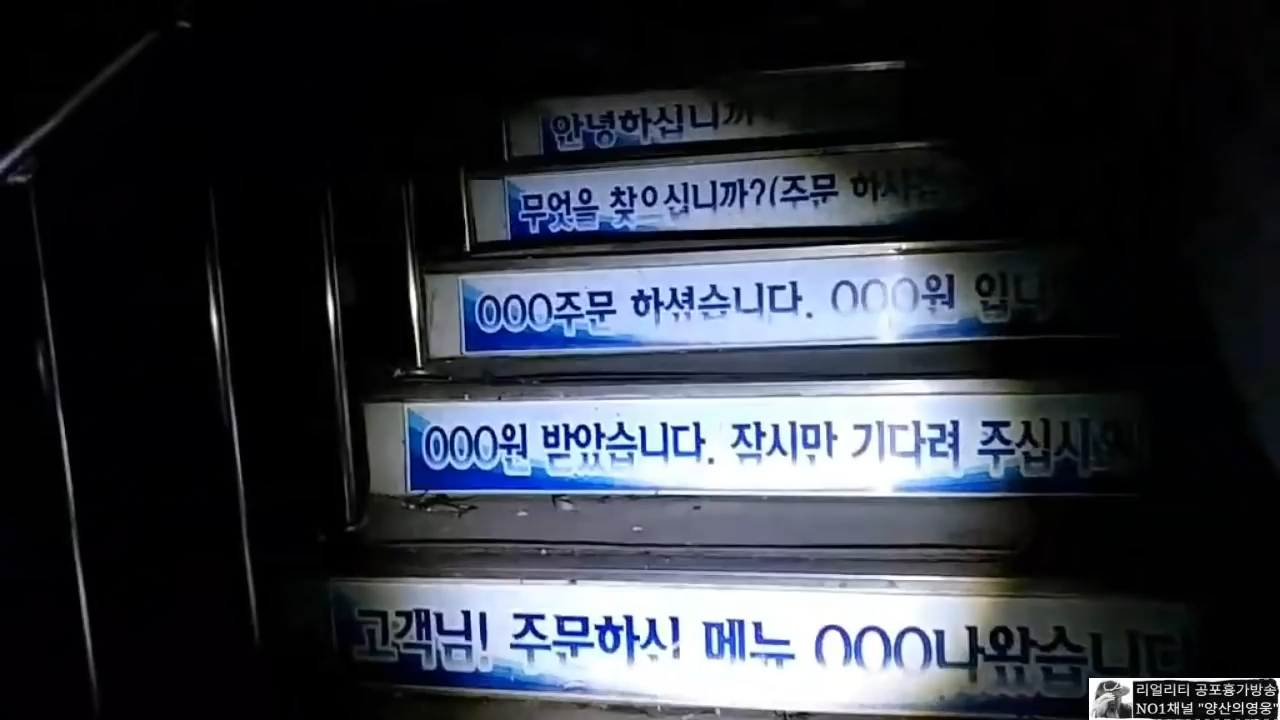 안녕하십니까
무엇을 찾으십니까?(주문
000주문 하셨습니다. 000원 입니다
000원 받았습니다. 잠시만 기다려 주십시오
고객님! 주문하신 메뉴 000나왔습니다
리얼리티 공포흉가방송
NO1채널 "양산의영웅"